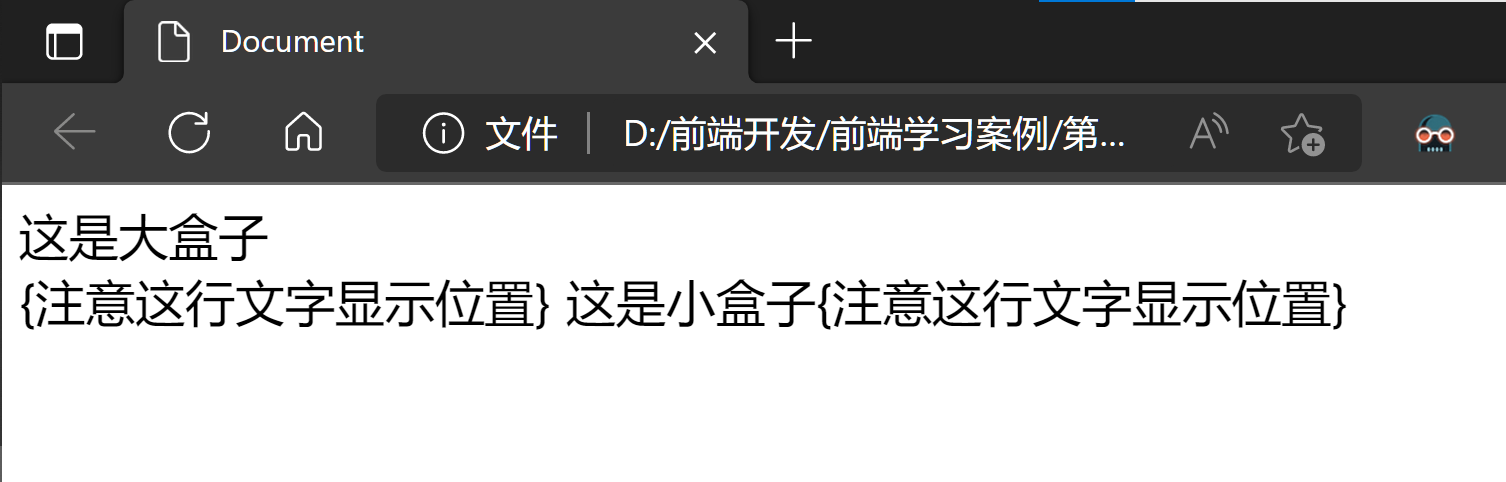 Document
文件 D:/前端开发/前端学习案例/第...
这是大盒子
{注意这行文字显示位置} 这是小盒子{注意这行文字显示位置}